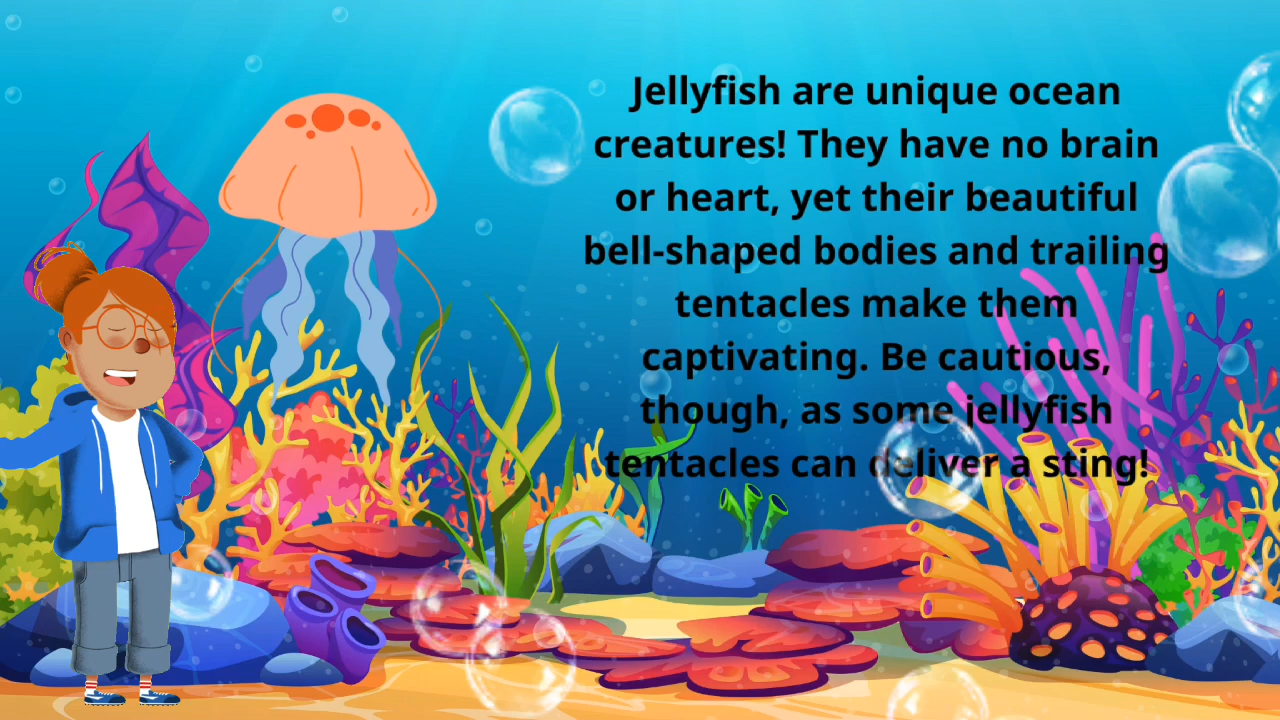 Jellyfish are unique ocean
creatures! They have no brain
or heart, yet their beautiful
bell-shaped bodies and trailing
tentacles make them
captivating. Be cautious,
though, as some jellyfish
tentacles can deliver a sting!